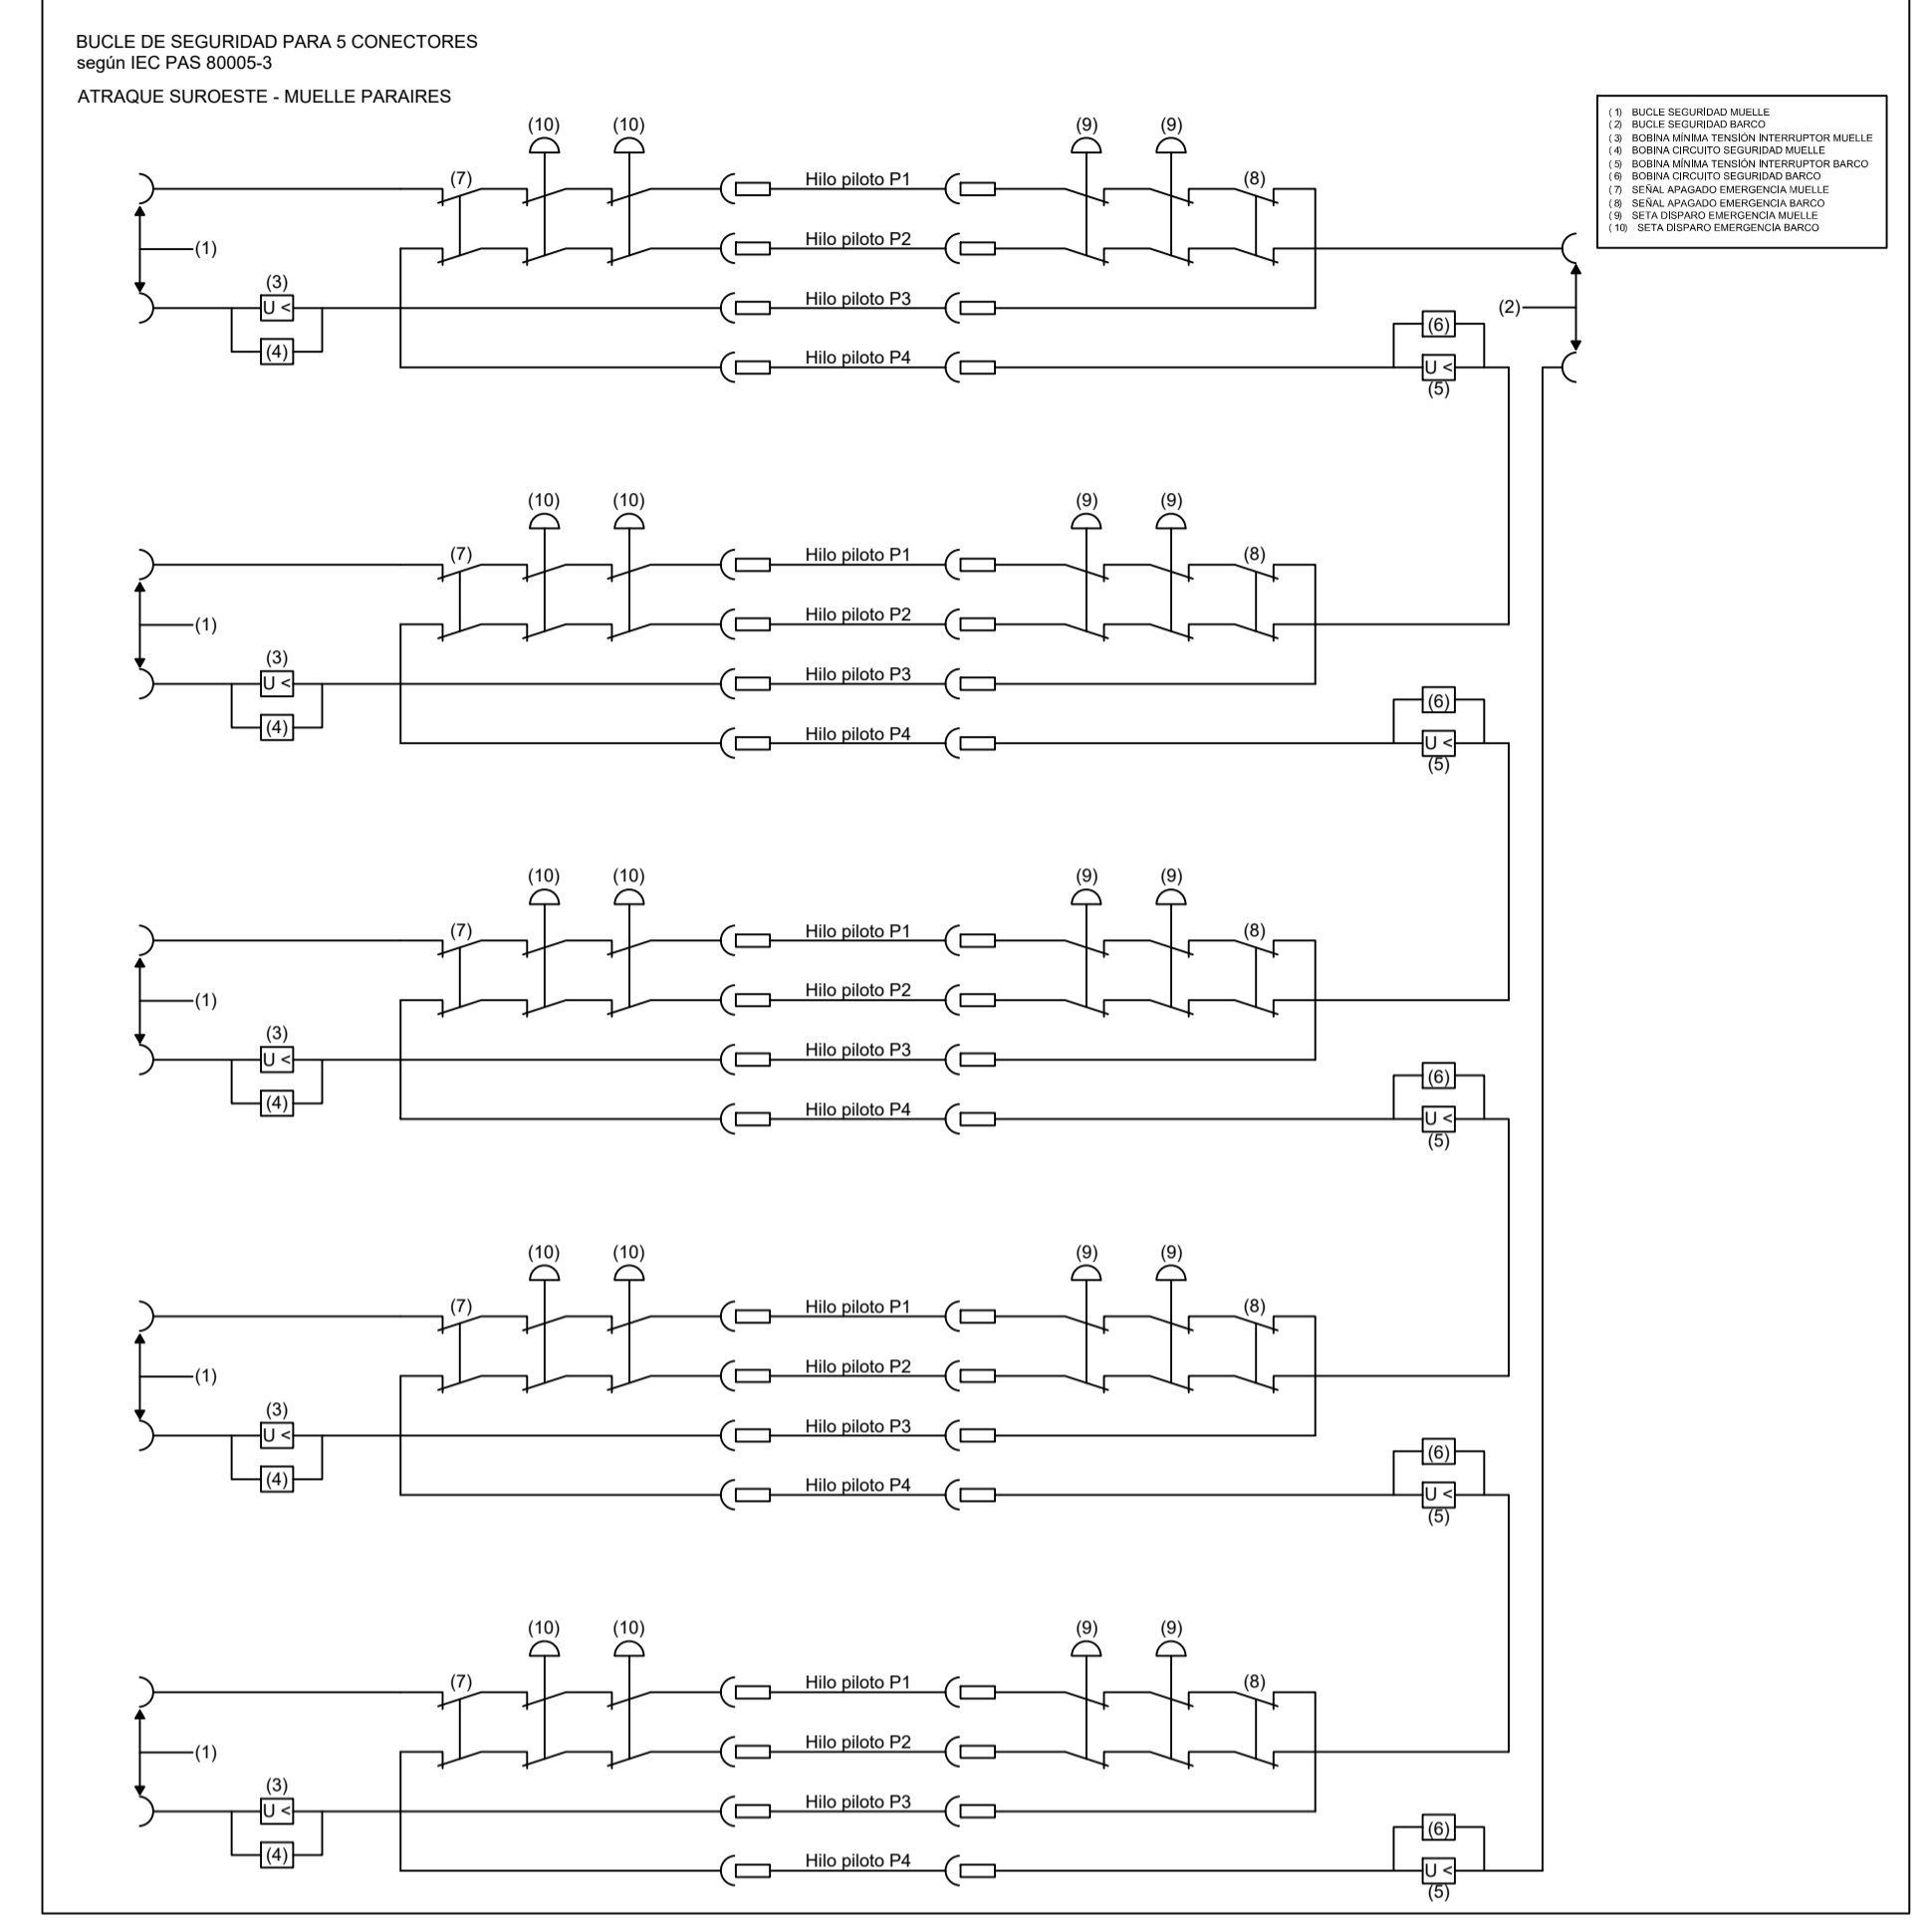 BUCLE DE SEGURIDAD PARA 5 CONECTORES
según IEC PAS 80005-3
ATRAQUE SUROESTE - MUELLE PARAIRES
( 1) BUCLE SEGURIDAD MUELLE
( 2) BUCLE SEGURIDAD BARCO
( 3) BOBINA MÍNIMA TENSIÓN INTERRUPTOR MUELLE
( 4) BOBINA CIRCUITO SEGURIDAD MUELLE
( 5) BOBINA MÍNIMA TENSIÓN INTERRUPTOR BARCO
( 6) BOBINA CIRCUITO SEGURIDAD BARCO
( 7) SEÑAL APAGADO EMERGENCIA MUELLE
( 8) SEÑAL APAGADO EMERGENCIA BARCO
( 9) SETA DISPARO EMERGENCIA MUELLE
( 10) SETA DISPARO EMERGENCIA BARCO
(10) (10) (9) (9)
(7) Hilo piloto P1 (8)
(1) Hilo piloto P2
(3) Hilo piloto P3
U < (2)
(6)
(4) Hilo piloto P4
U <
(5)
(10) (10) (9) (9)
(7) Hilo piloto P1 (8)
(1) Hilo piloto P2
(3) Hilo piloto P3
U <
(6)
(4) Hilo piloto P4
U <
(5)
(10) (10) (9) (9)
(7) Hilo piloto P1 (8)
(1) Hilo piloto P2
(3) Hilo piloto P3
U <
(6)
(4) Hilo piloto P4
U <
(5)
(10) (10) (9) (9)
(7) Hilo piloto P1 (8)
(1) Hilo piloto P2
(3) Hilo piloto P3
U <
(6)
(4) Hilo piloto P4
U <
(5)
(10) (10) (9) (9)
(7) Hilo piloto P1 (8)
(1) Hilo piloto P2
(3) Hilo piloto P3
U <
(6)
(4) Hilo piloto P4
U <
(5)